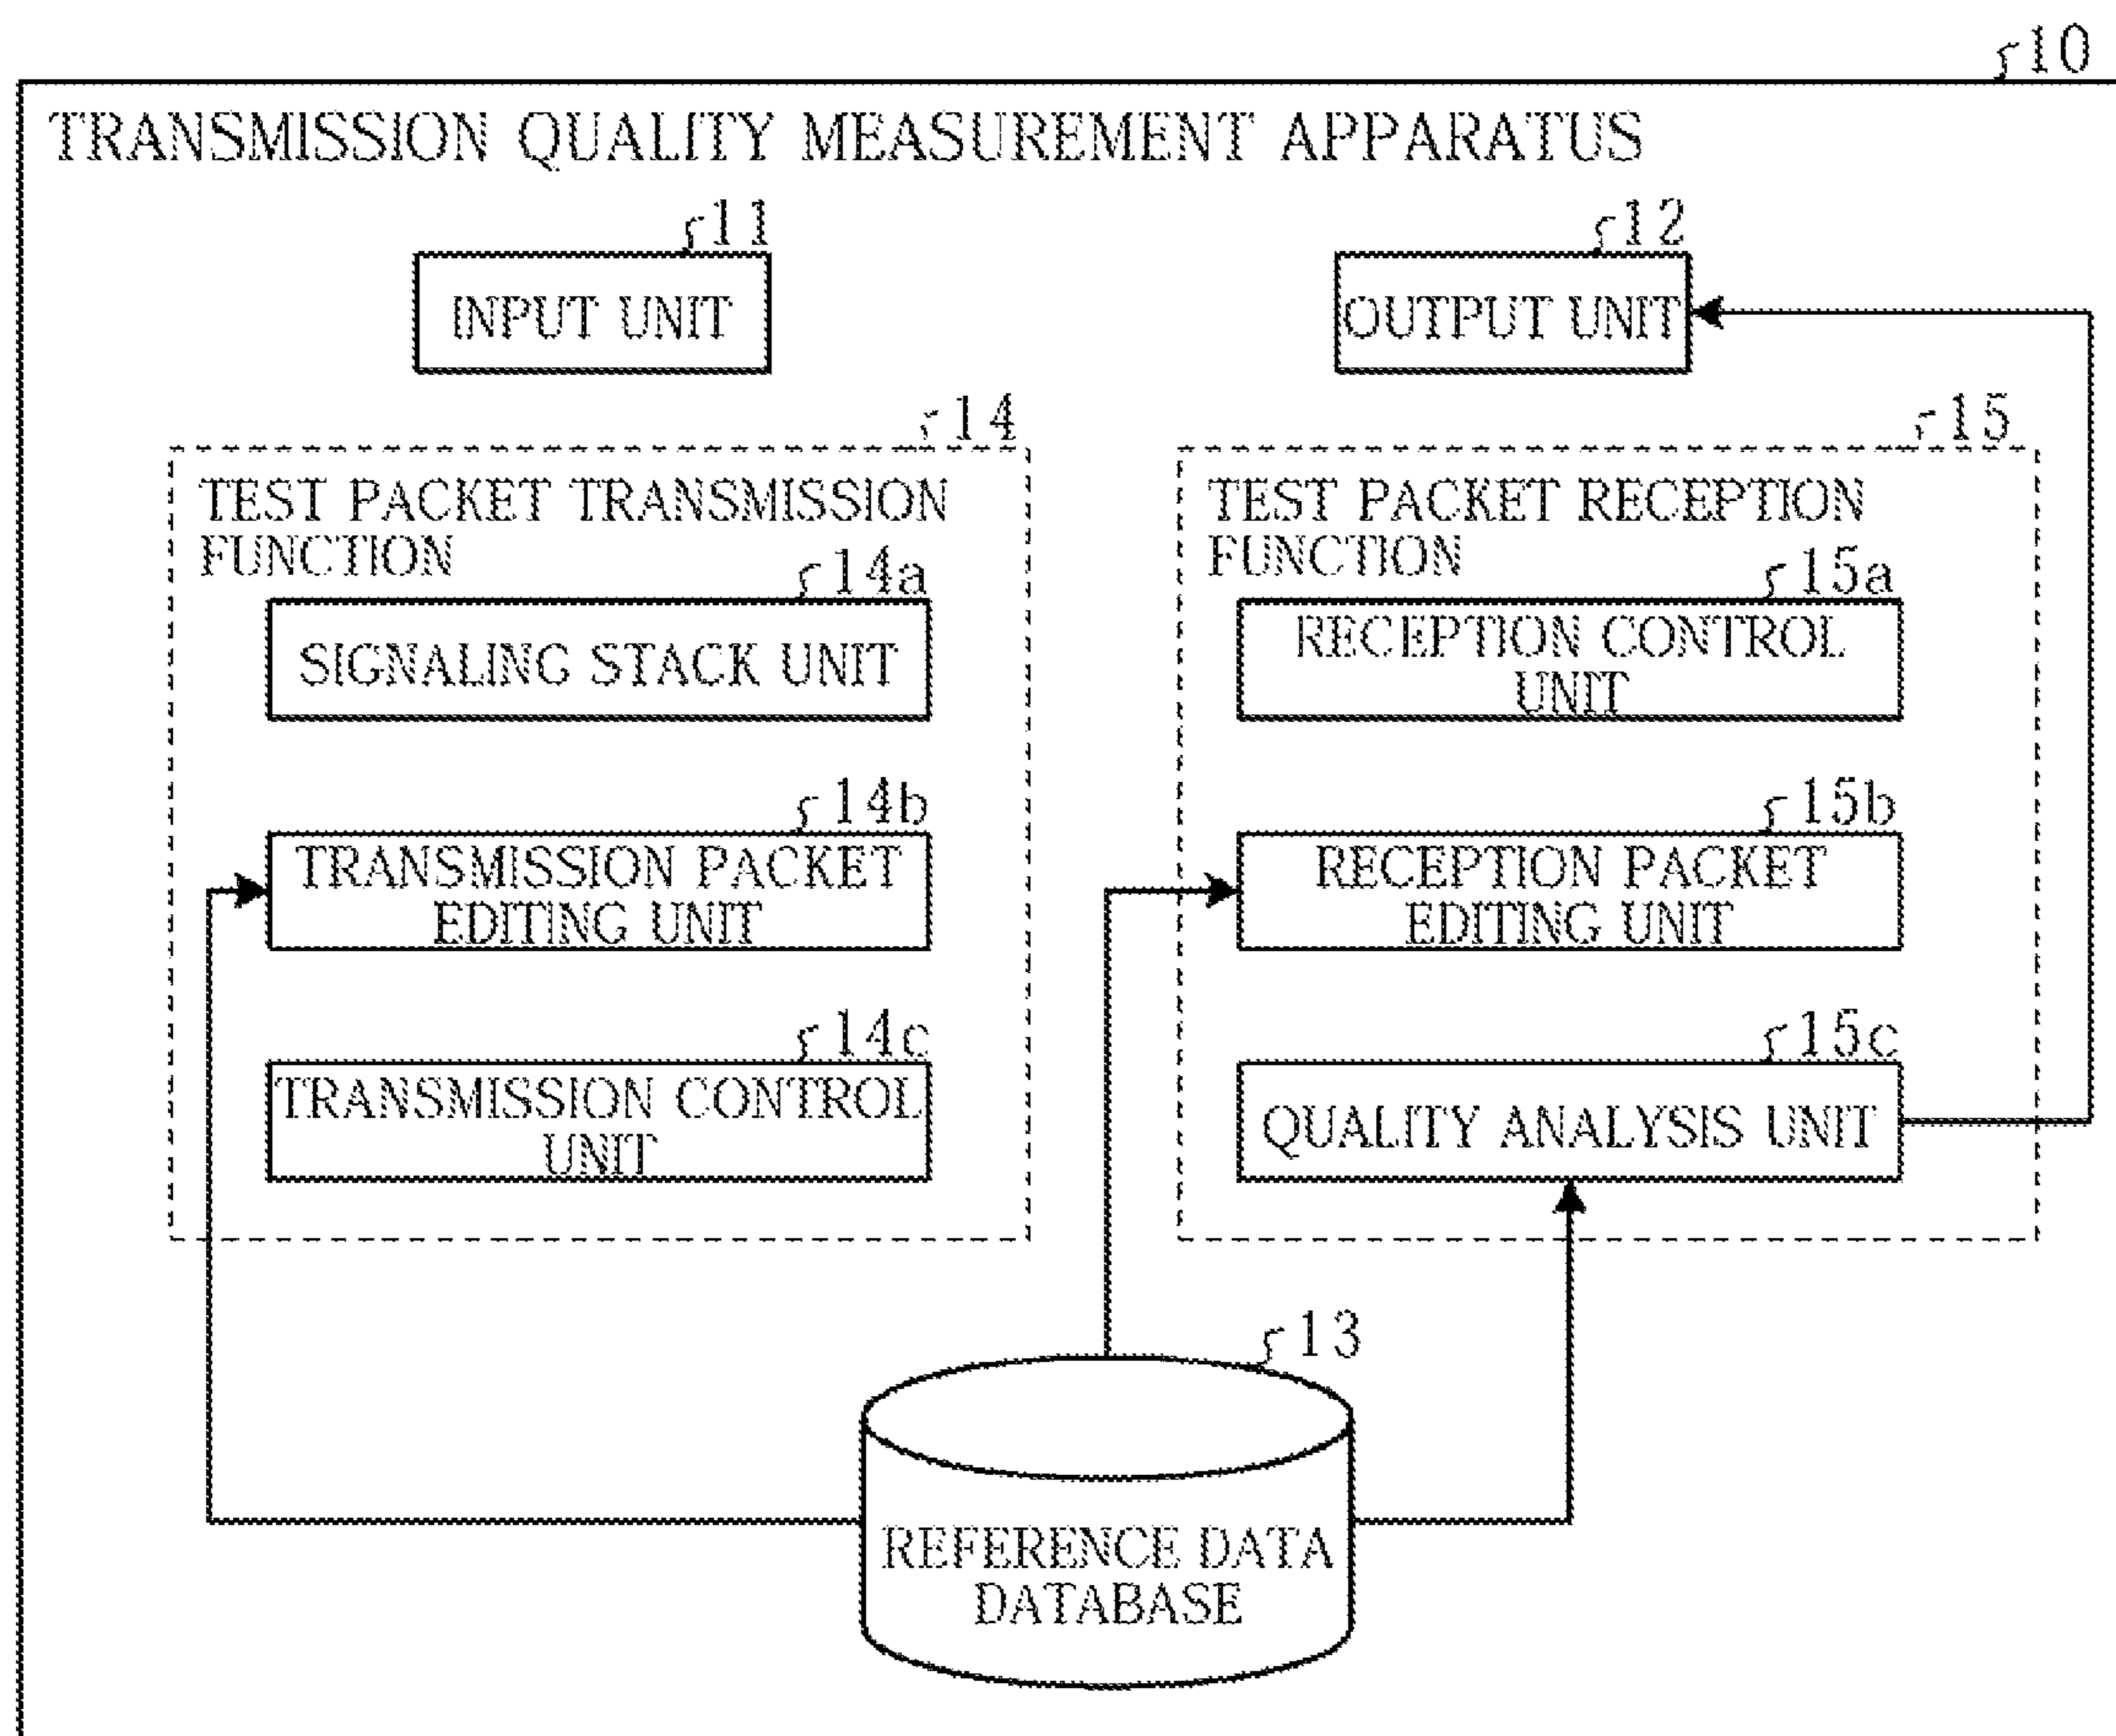 10
TRANSMISSION QUALITY MEASUREMENT APPARATUS
11
INPUT UNIT
12
OUTPUT UNIT
14
TEST PACKET TRANSMISSION
FUNCTION
14a
SIGNALING STACK UNIT
14b
TRANSMISSION PACKET
EDITING UNIT
14c
TRANSMISSION CONTROL
UNIT
15
TEST PACKET RECEPTION
FUNCTION
15a
RECEPTION CONTROL
UNIT
15b
RECEPTION PACKET
EDITING UNIT
15c
QUALITY ANALYSIS UNIT
13
REFERENCE DATA
DATABASE